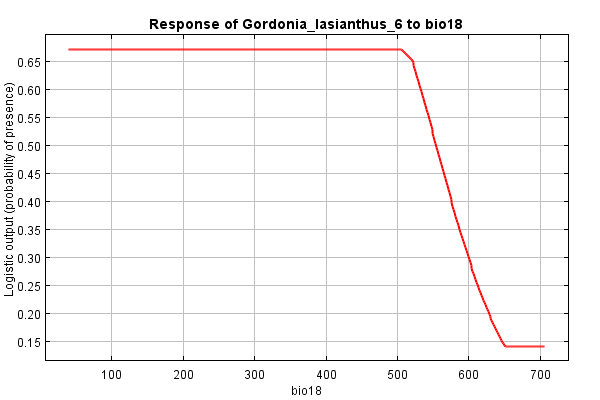 Response of Gordonia_lasianthus_6 to bio18
Logistic output (probability of presence)
0.65
0.60
0.55
0.50
0.45
0.40
0.35
0.30
0.25
0.20
0.15
100 200 300 400 500 600 700
bio18